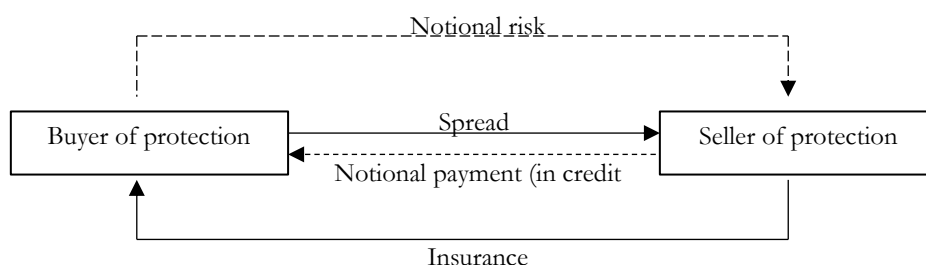 Notional risk
Buyer of protection
Spread
Seller of protection
Notional payment (in credit
Insurance